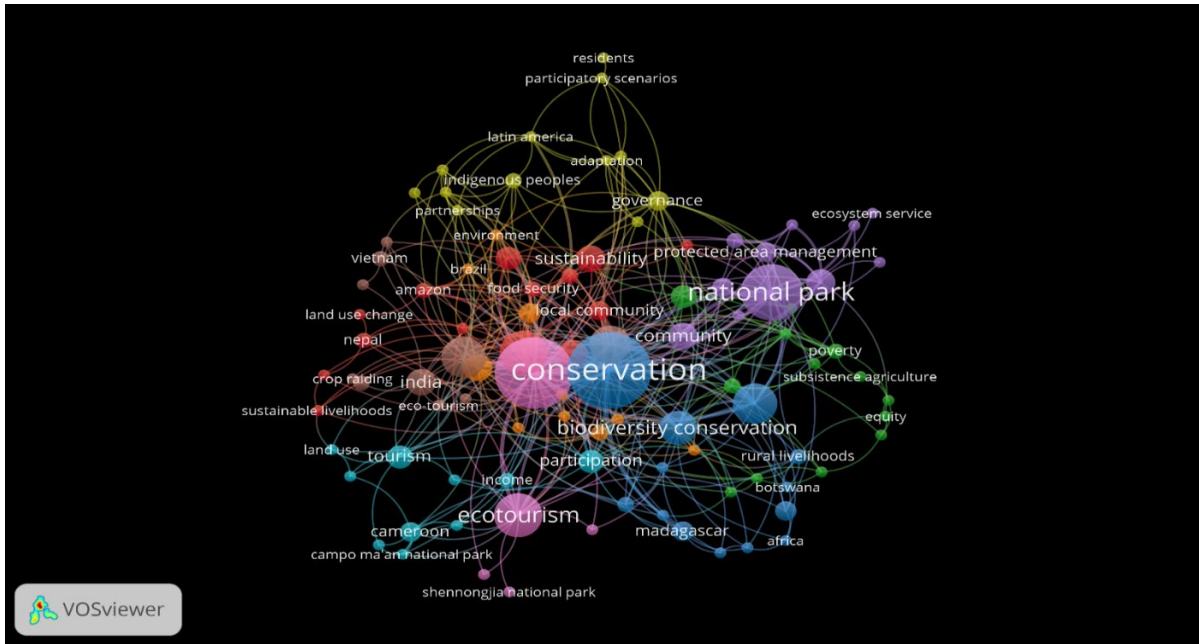 residents
participatory scenarios
latin america
adaptation
indigenous peoples
governance
partnerships
ecosystem service
environment
protected area management
vietnam
sustainability
brazil
amazon
food security
national park
land use change
local community
nepal
community
poverty
conservation
crop raiding
india
subsistence agriculture
eco-tourism
sustainable livelihoods
equity
biodiversity conservation
land use
tourism
participation
rural livelihoods
income
botswana
ecotourism
cameroon
madagascar
africa
campo ma'an national park
shennongjia national park
VOSviewer